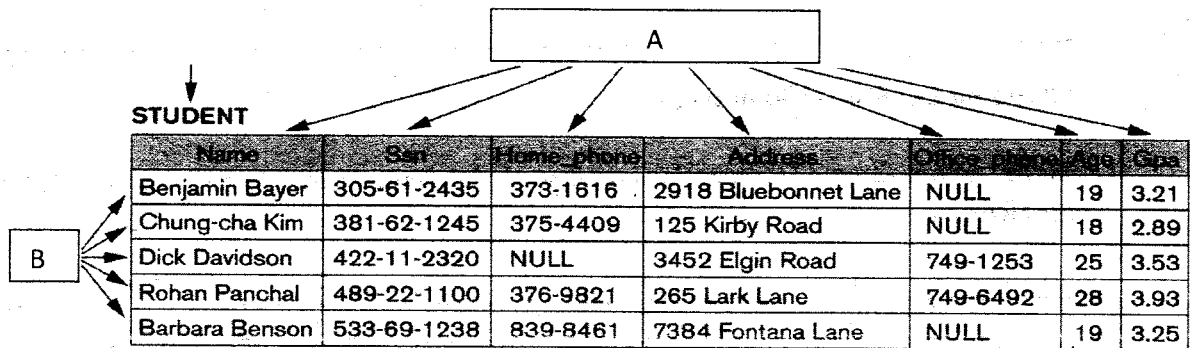 A
STUDENT
Name Ssn Home_phone Address Office_phone Age Gpa
Benjamin Bayer 305-61-2435 373-1616 2918 Bluebonnet Lane NULL 19 3.21
Chung-cha Kim 381-62-1245 375-4409 125 Kirby Road NULL 18 2.89
B
Dick Davidson 422-11-2320 NULL 3452 Elgin Road 749-1253 25 3.53
Rohan Panchal 489-22-1100 376-9821 265 Lark Lane 749-6492 28 3.93
Barbara Benson 533-69-1238 839-8461 7384 Fontana Lane NULL 19 3.25